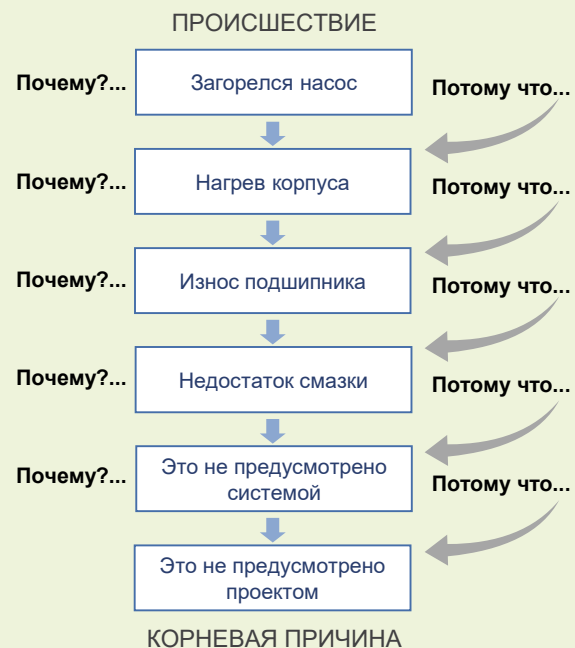 ПРОИСШЕСТВИЕ
Почему?... Загорелся насос Потому что...
Почему?... Нагрев корпуса Потому что...
Почему?... Износ подшипника Потому что...
Почему?... Недостаток смазки Потому что...
Почему?... Это не предусмотрено Потому что...
системой
Это не предусмотрено
проектом
КОРНЕВАЯ ПРИЧИНА